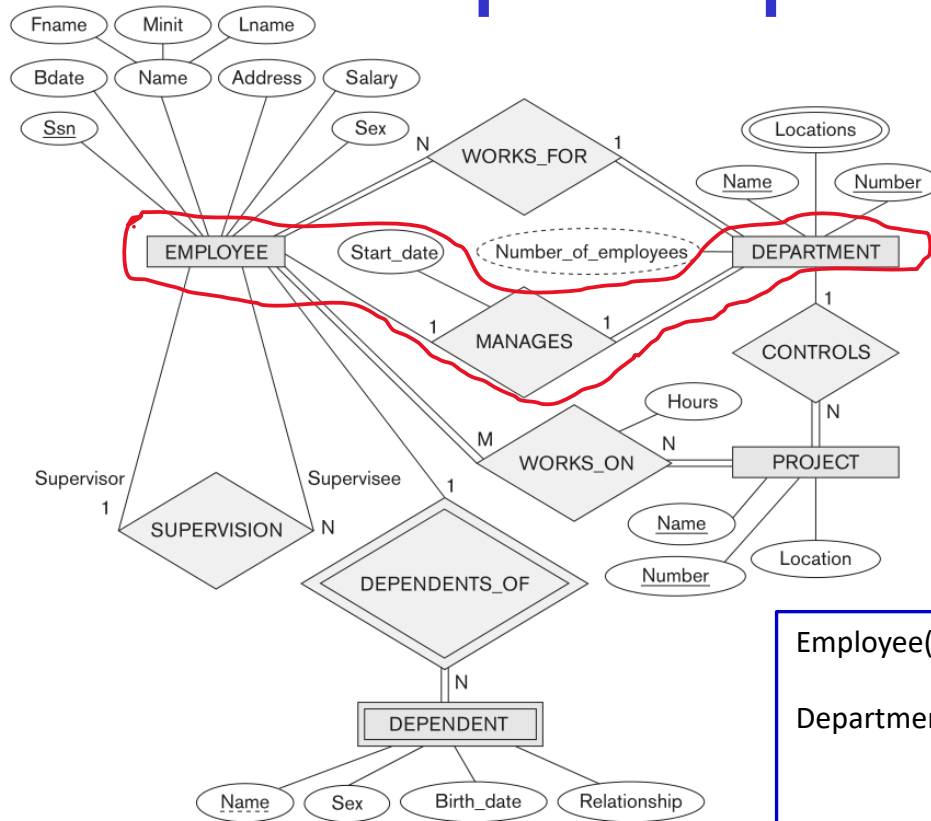 Fname Minit Lname
Bdate Name Address Salary
Ssn Sex
N WORKS_FOR 1
Locations
Name Number
EMPLOYEE Start_date Number_of_employees DEPARTMENT
1 MANAGES 1
1
CONTROLS
N
Hours
M WORKS_ON N
PROJECT
Supervisor Supervisee
1 SUPERVISION N
1
Name
Number Location
DEPENDENTS_OF
N
DEPENDENT
Name Sex Birth_date Relationship
Employee(